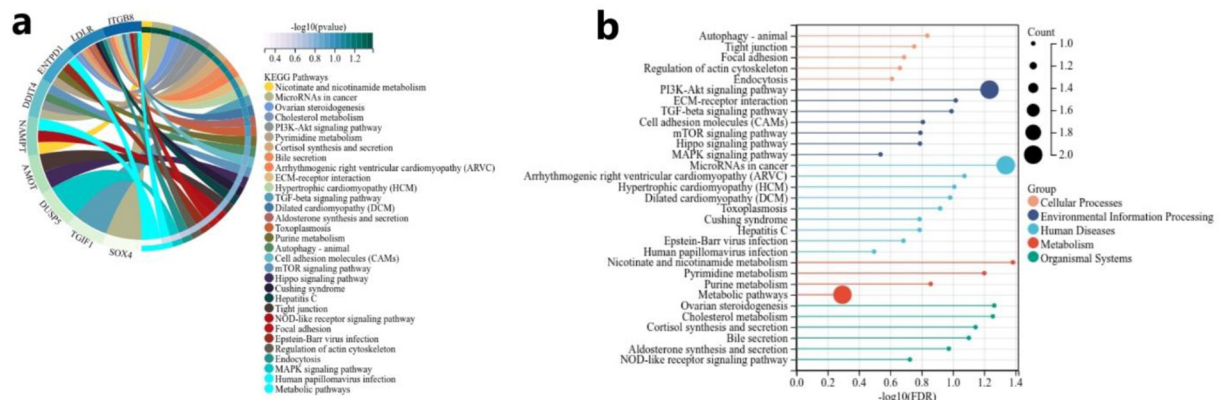 a
ITGB8
LDLR
ENTPD1
DDIT4
NAMPT
AMOT
DUSP5
TGIF1
SOX4
-log10(pvalue)
0.4 0.6 0.8 1.0 1.2
KEGG Pathways
Nicotinate and nicotinamide metabolism
MicroRNAs in cancer
Ovarian steroidogenesis
Cholesterol metabolism
PI3K-Akt signaling pathway
Pyrimidine metabolism
Cortisol synthesis and secretion
Bile secretion
Arrhythmogenic right ventricular cardiomyopathy (ARVC)
ECM-receptor interaction
Hypertrophic cardiomyopathy (HCM)
TGF-beta signaling pathway
Dilated cardiomyopathy (DCM)
Aldosterone synthesis and secretion
Toxoplasmosis
Purine metabolism
Autophagy - animal
Cell adhesion molecules (CAMs)
mTOR signaling pathway
Hippo signaling pathway
Cushing syndrome
Hepatitis C
Tight junction
NOD-like receptor signaling pathway
Focal adhesion
Epstein-Barr virus infection
Regulation of actin cytoskeleton
Endocytosis
MAPK signaling pathway
Human papillomavirus infection
Metabolic pathways
b
Autophagy - animal
Tight junction
Focal adhesion
Regulation of actin cytoskeleton
Endocytosis
PI3K-Akt signaling pathway
ECM-receptor interaction
TGF-beta signaling pathway
Cell adhesion molecules (CAMs)
mTOR signaling pathway
Hippo signaling pathway
MAPK signaling pathway
MicroRNAs in cancer
Arrhythmogenic right ventricular cardiomyopathy (ARVC)
Hypertrophic cardiomyopathy (HCM)
Dilated cardiomyopathy (DCM)
Toxoplasmosis
Cushing syndrome
Hepatitis C
Epstein-Barr virus infection
Human papillomavirus infection
Nicotinate and nicotinamide metabolism
Pyrimidine metabolism
Purine metabolism
Metabolic pathways
Ovarian steroidogenesis
Cholesterol metabolism
Cortisol synthesis and secretion
Bile secretion
Aldosterone synthesis and secretion
NOD-like receptor signaling pathway
0.0 0.2 0.4 0.6 0.8 1.0 1.2 1.4
-log10(FDR)
Count
1.0
1.2
1.4
1.6
1.8
2.0
Group
Cellular Processes
Environmental Information Processing
Human Diseases
Metabolism
Organismal Systems